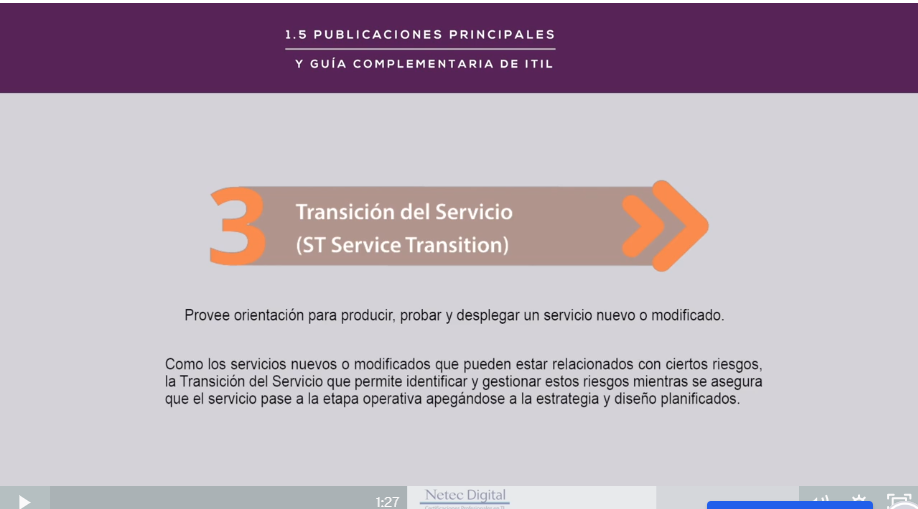 1.5 PUBLICACIONES PRINCIPALES
Y GUÍA COMPLEMENTARIA DE ITIL
3
Transición del Servicio
(ST Service Transition)
Provee orientación para producir, probar y desplegar un servicio nuevo o modificado.
Como los servicios nuevos o modificados que pueden estar relacionados con ciertos riesgos,
la Transición del Servicio que permite identificar y gestionar estos riesgos mientras se asegura
que el servicio pase a la etapa operativa apegándose a la estrategia y diseño planificados.
1:27
Netec Digital